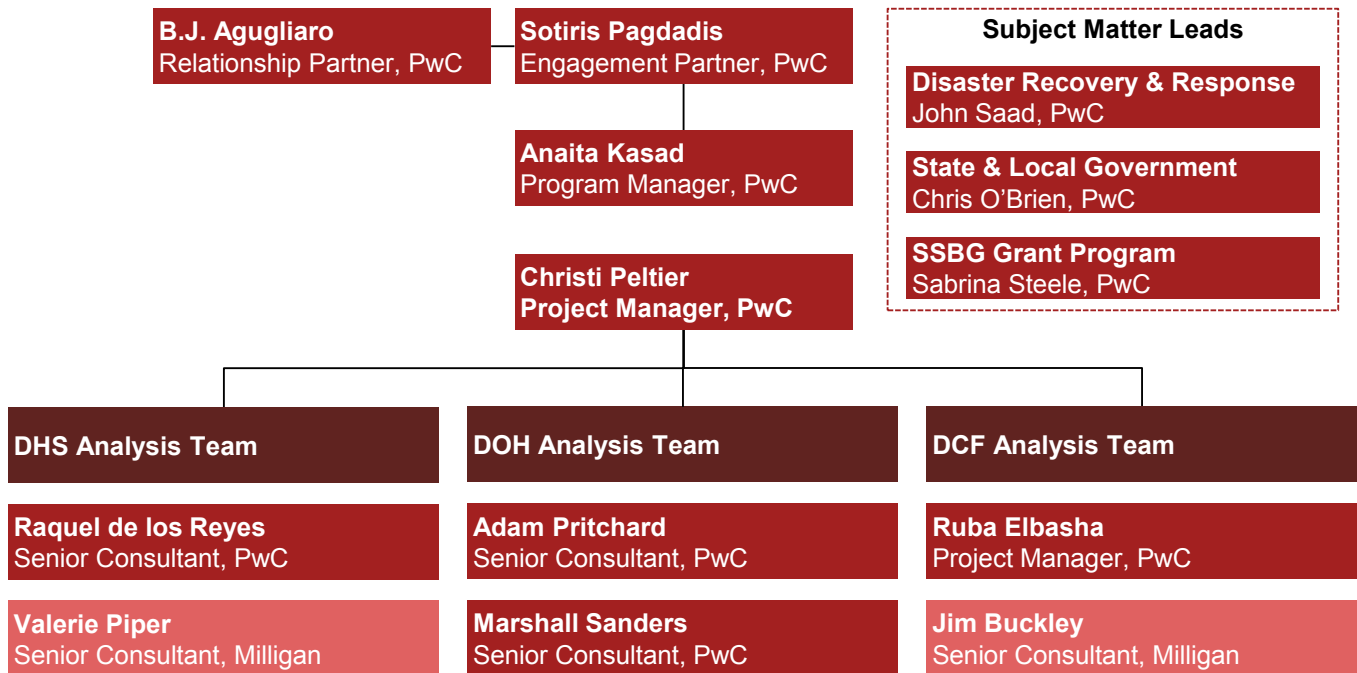 B.J. Agugliaro
Relationship Partner, PwC
Sotiris Pagdadis
Engagement Partner, PwC
Anaita Kasad
Program Manager, PwC
Christi Peltier
Project Manager, PwC
Subject Matter Leads
Disaster Recovery & Response
John Saad, PwC
State & Local Government
Chris O’Brien, PwC
SSBG Grant Program
Sabrina Steele, PwC
DHS Analysis Team
Raquel de los Reyes
Senior Consultant, PwC
Valerie Piper
Senior Consultant, Milligan
DOH Analysis Team
Adam Pritchard
Senior Consultant, PwC
Marshall Sanders
Senior Consultant, PwC
DCF Analysis Team
Ruba Elbasha
Project Manager, PwC
Jim Buckley
Senior Consultant, Milligan